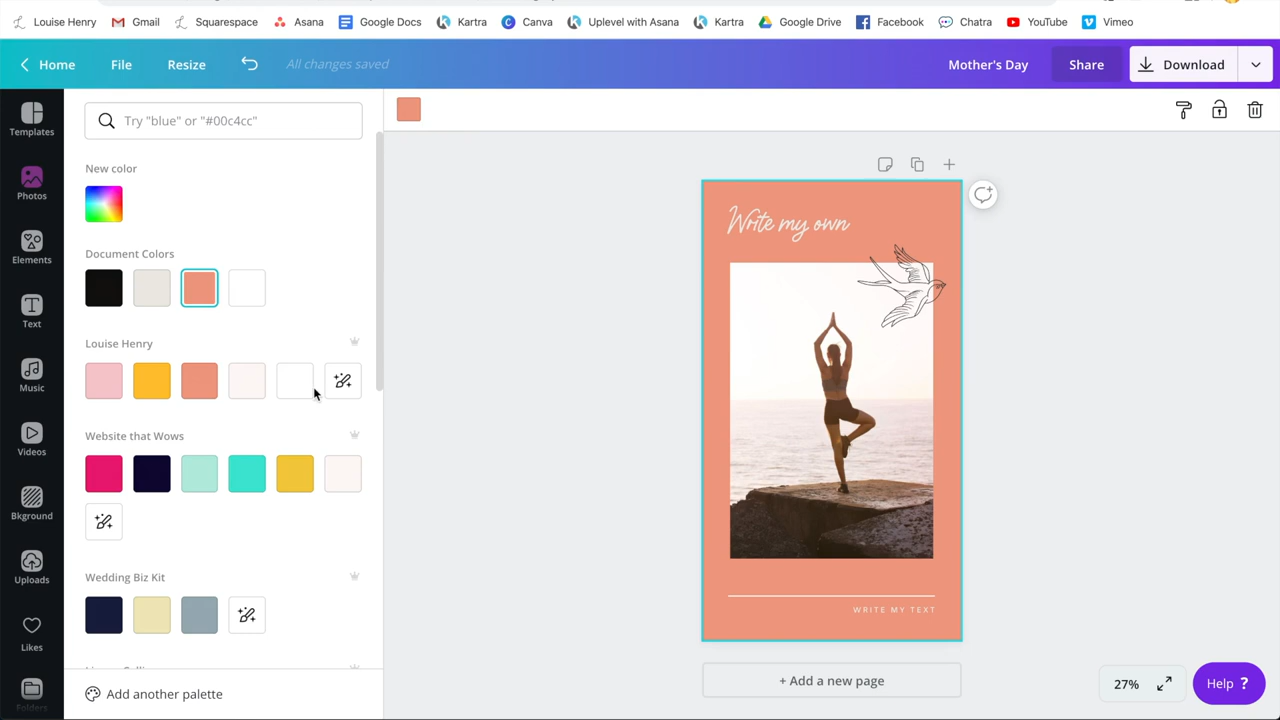 Louise Henry Gmail Squarespace Asana Google Docs Kartra Canva Uplevel with Asana Kartra Google Drive Facebook Chatra YouTube Vimeo
Home File Resize All changes saved Mother's Day Share Download
Templates
Photos
Elements
Text
Music
Videos
Bkground
Uploads
Likes
Folders
Try "blue" or "#00c4cc"
New color
Document Colors
Louise Henry
Website that Wows
Wedding Biz Kit
Add another palette
Write my own
WRITE MY TEXT
+ Add a new page
27%
Help ?